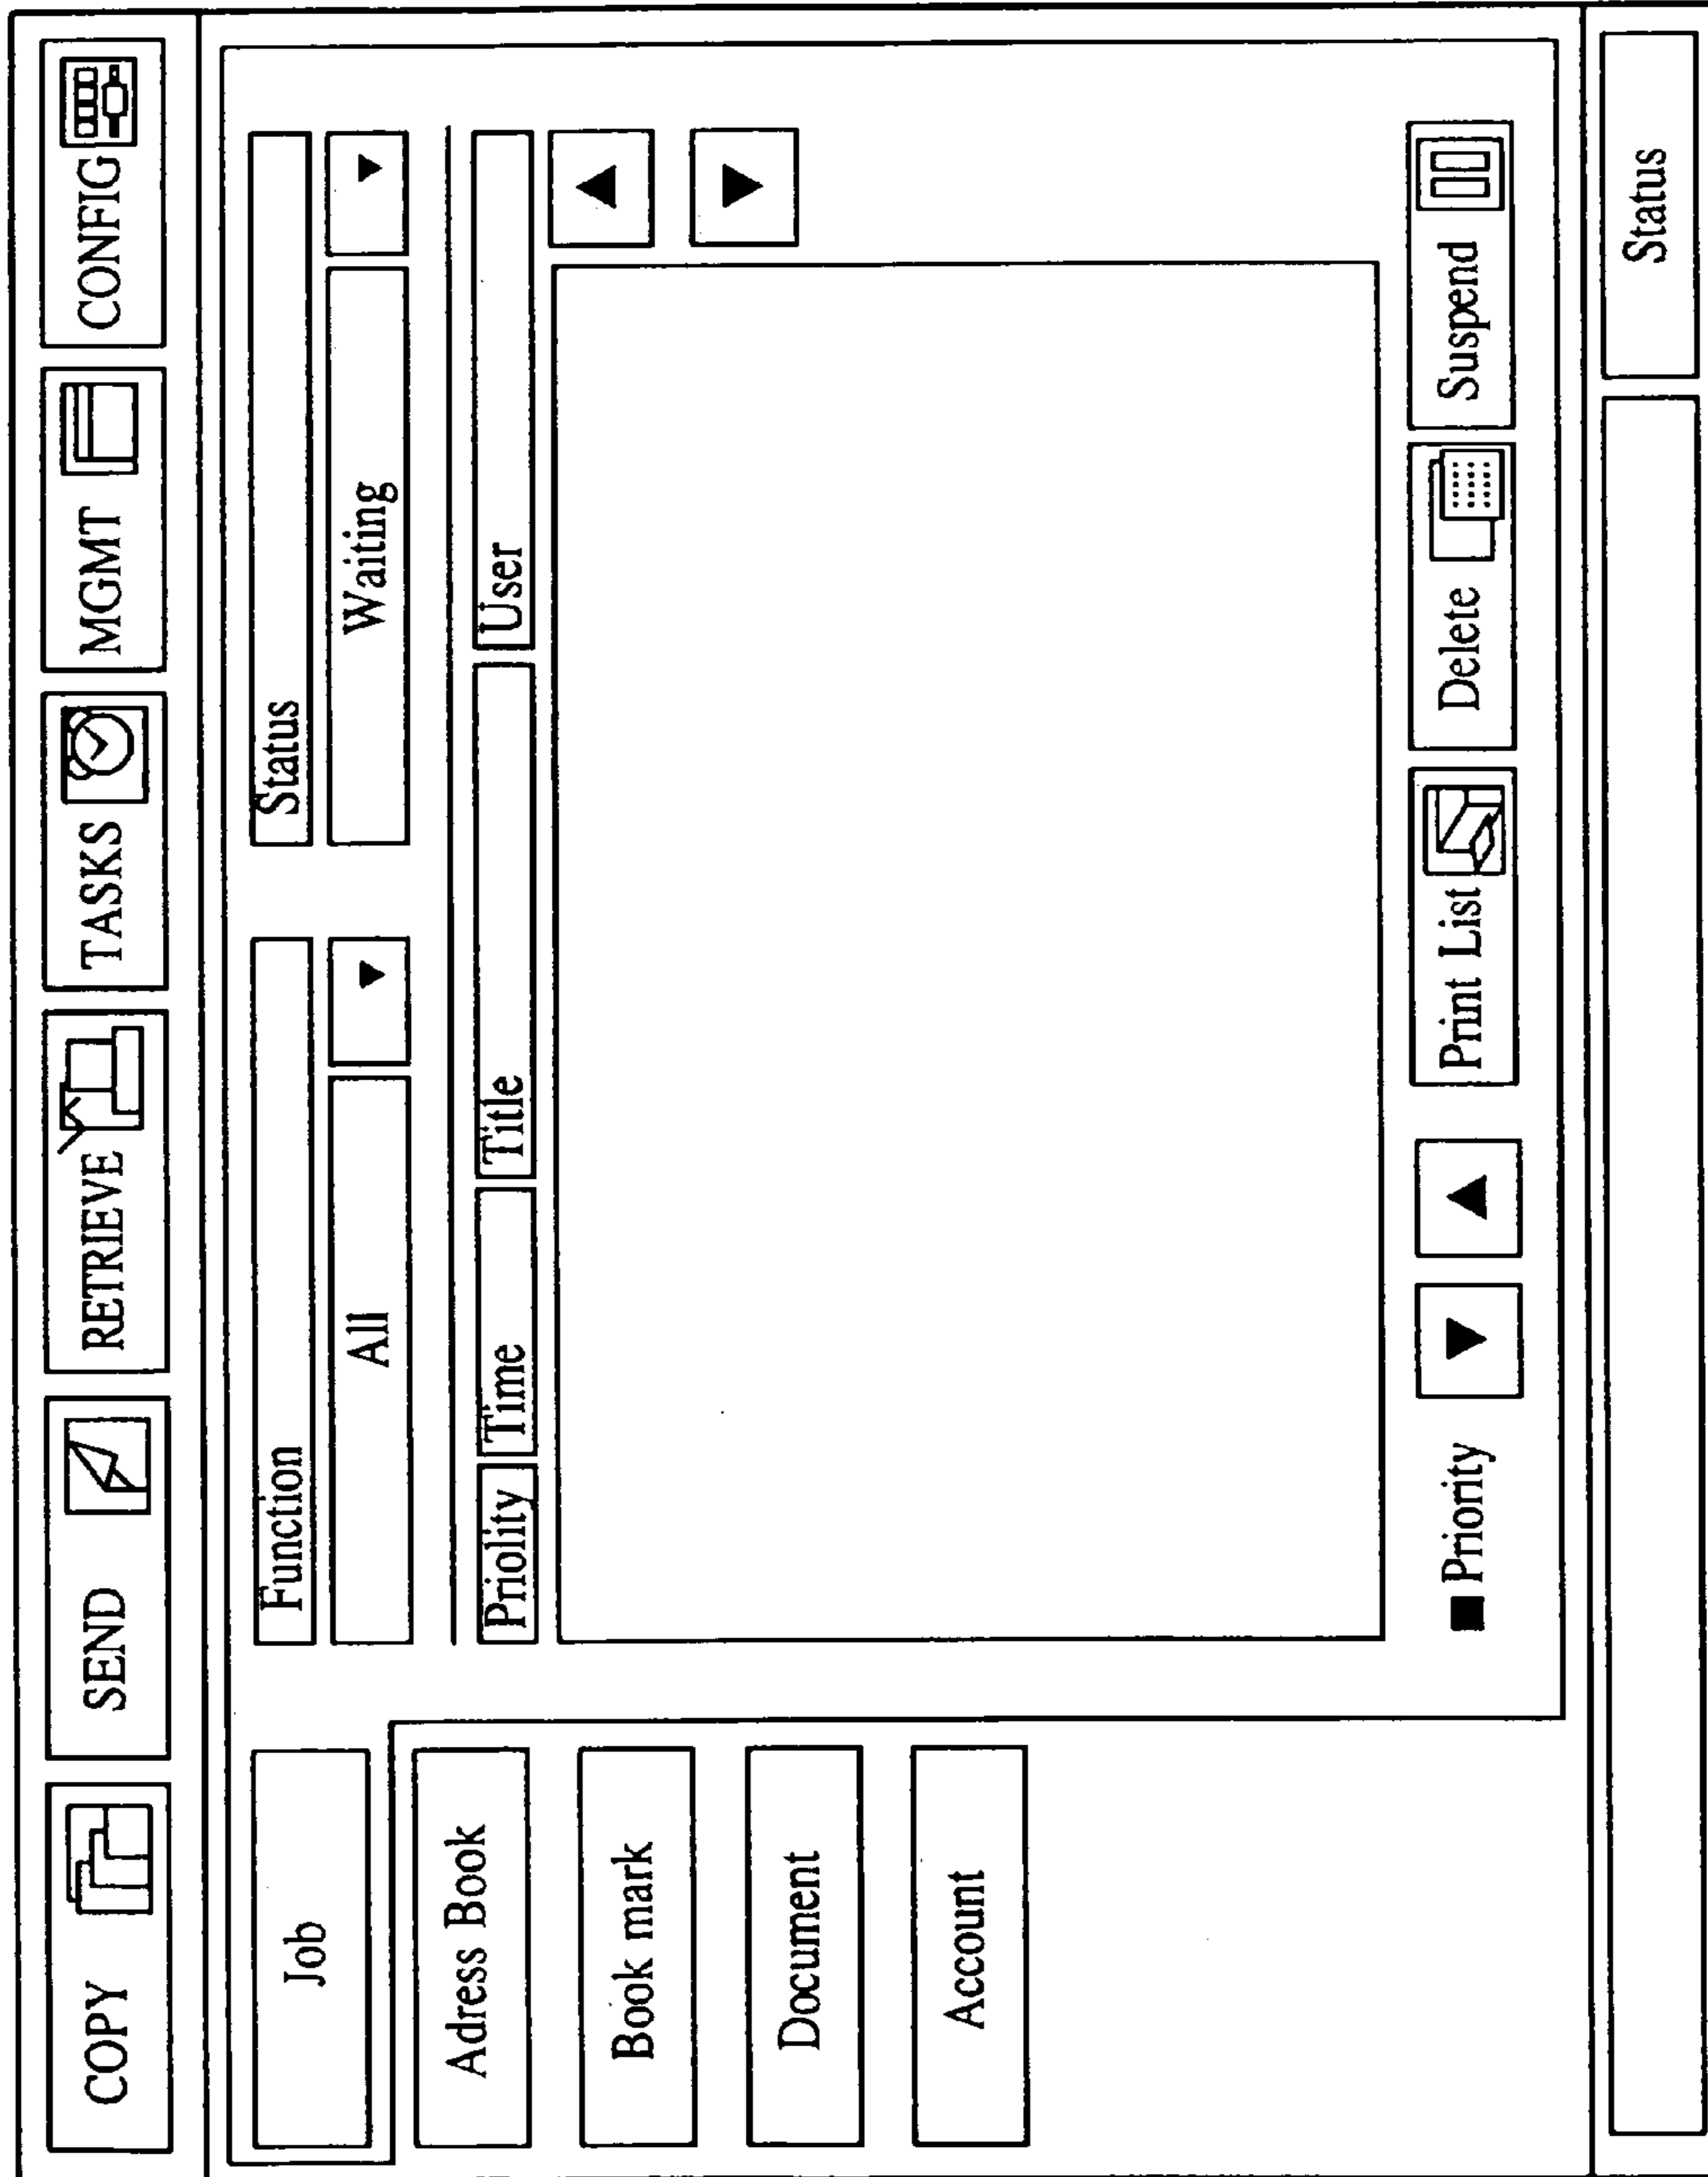 COPY SEND RETRIEVE TASKS MGMT CONFIG
Job
Adress Book
Book mark
Document
Account
Function Status
All ▼ Waiting ▼
Priolity Time Title User
▲
▼
■ Priority ▼ ▲ Print List Delete Suspend
Status